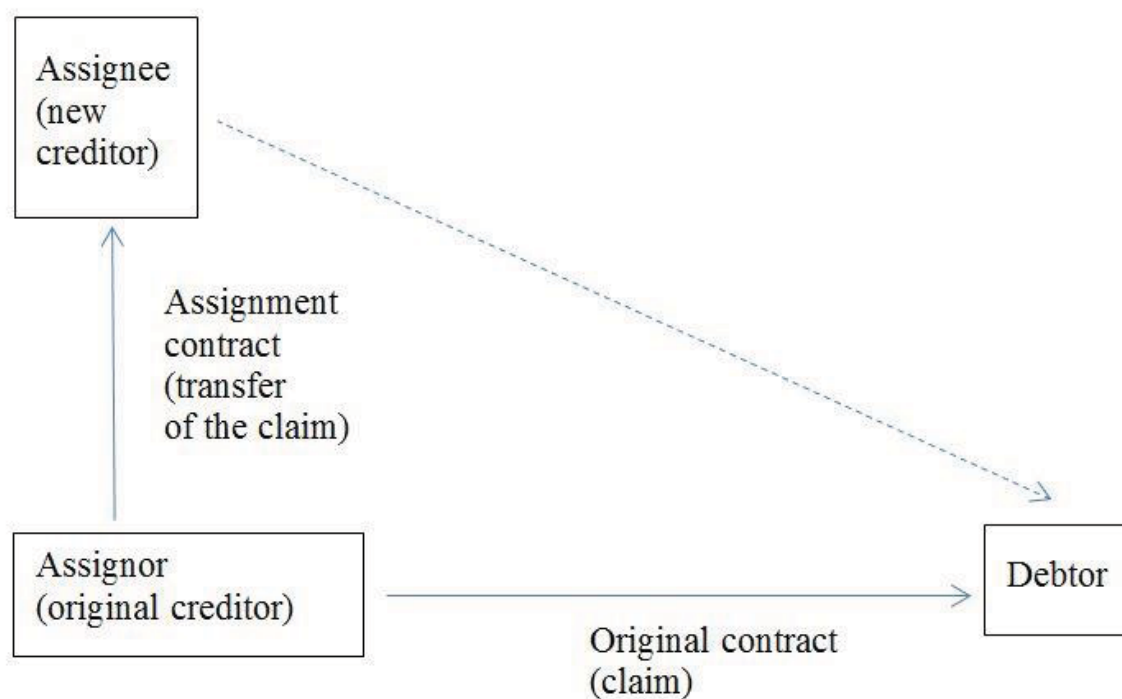 Assignee
(new
creditor)
Assignment
contract
(transfer
of the claim)
Assignor
(original creditor)
Debtor
Original contract
(claim)